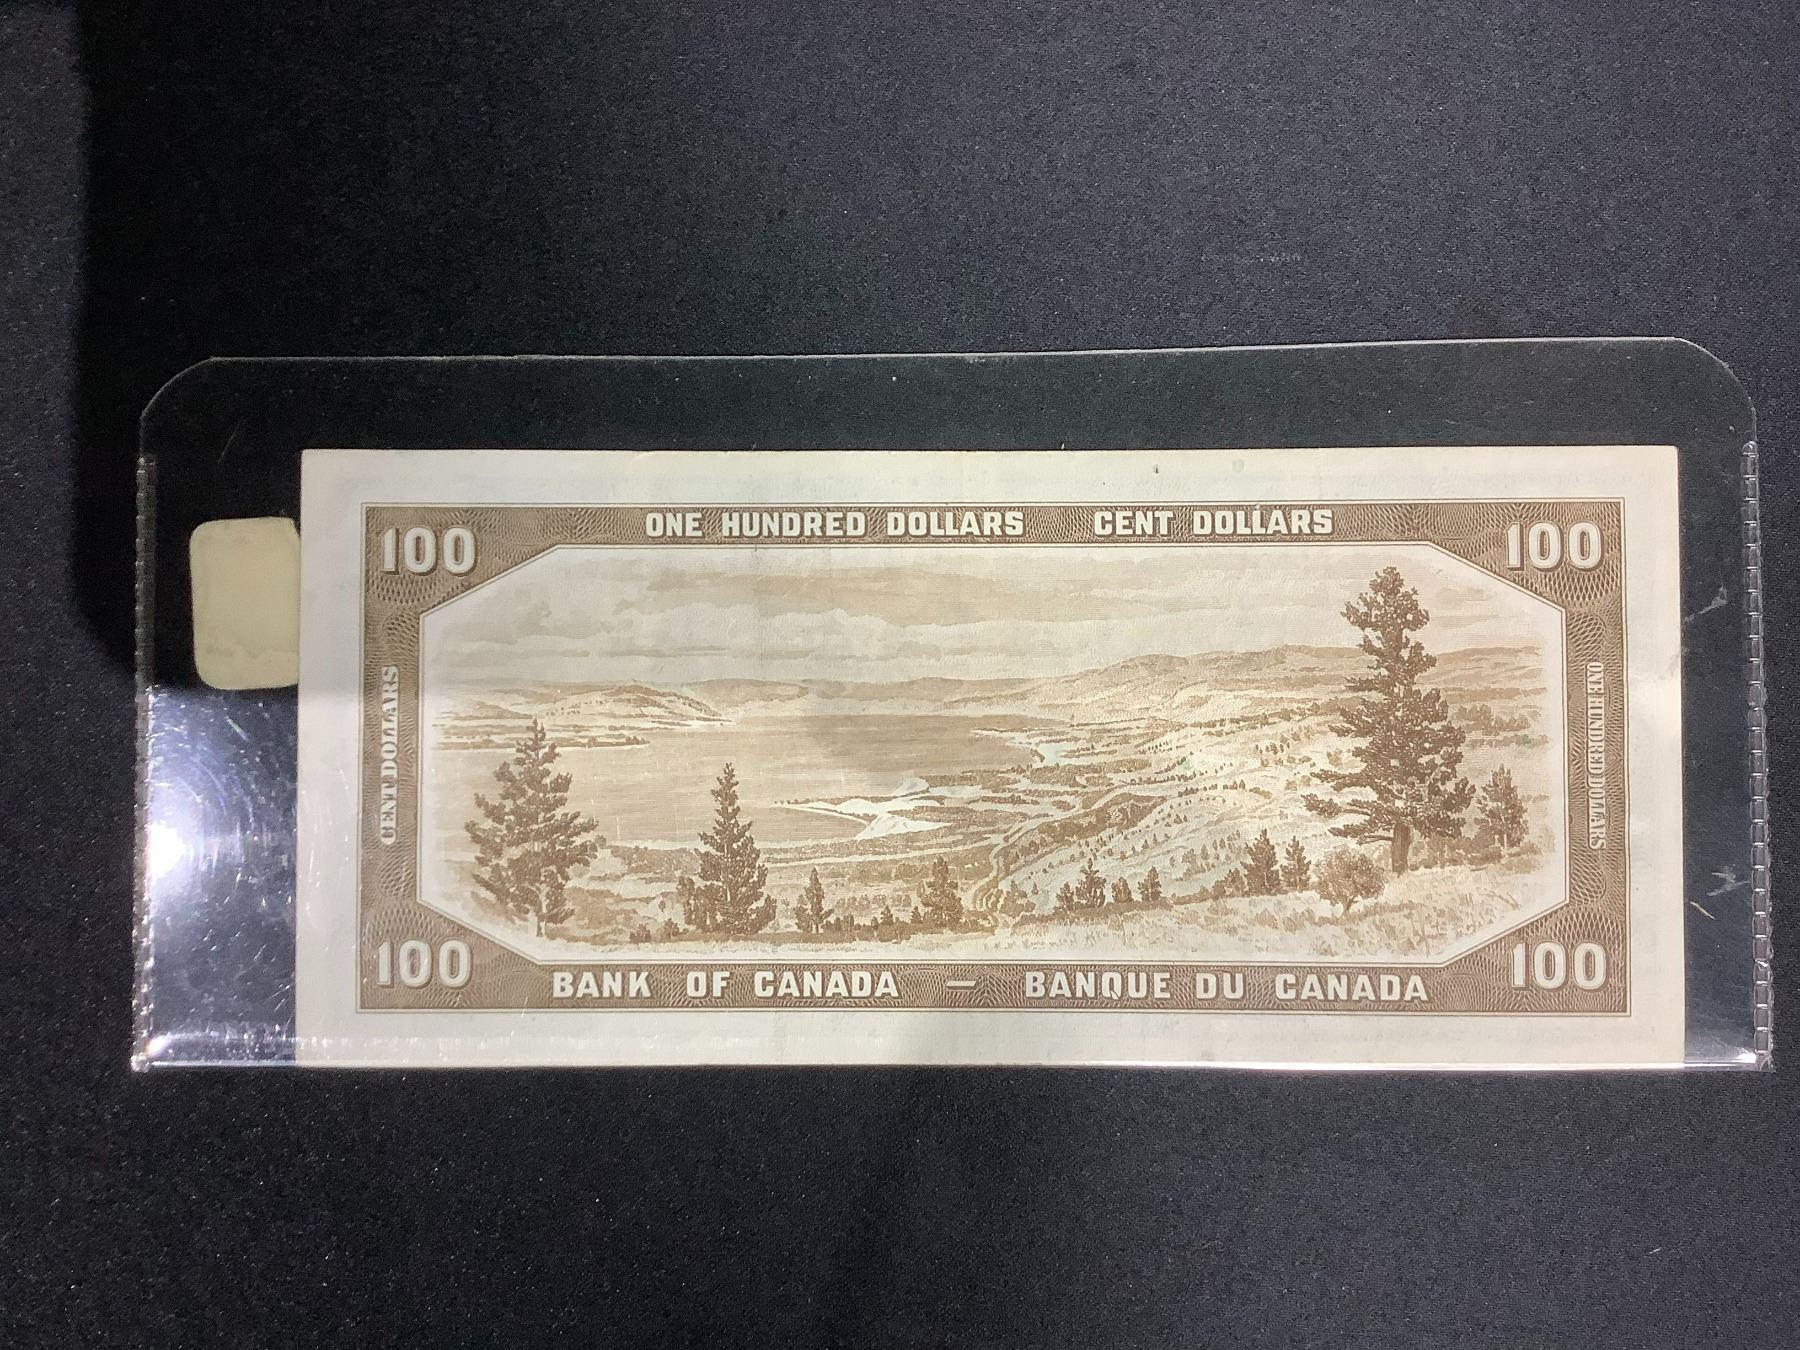 ONE HUNDRED DOLLARS CENT DOLLARS
100 100
CENT DOLLARS
ONE HUNDRED DOLLARS
100 100
BANK OF CANADA — BANQUE DU CANADA